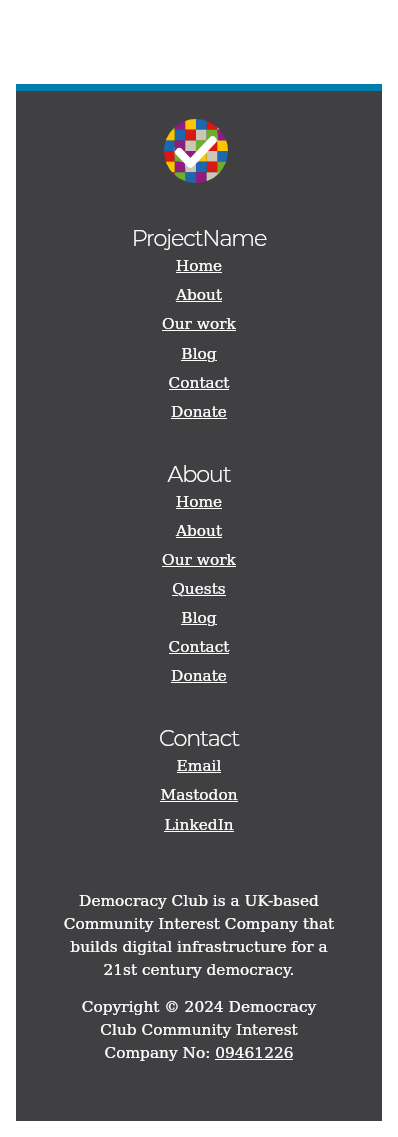 ProjectName
Home
About
Our work
Blog
Contact
Donate
About
Home
About
Our work
Quests
Blog
Contact
Donate
Contact
Email
Mastodon
LinkedIn
Democracy Club is a UK-based
Community Interest Company that
builds digital infrastructure for a
21st century democracy.
Copyright © 2024 Democracy
Club Community Interest
Company No: 09461226